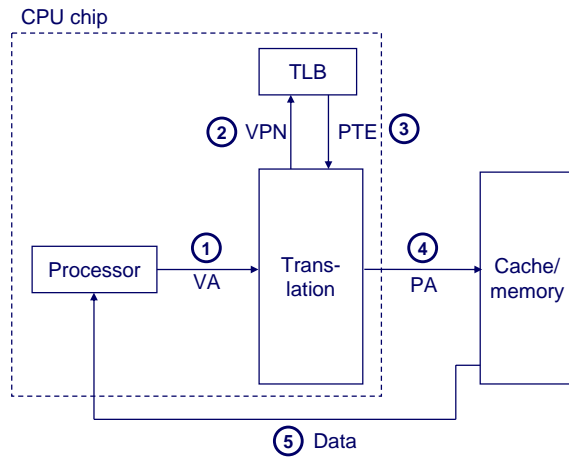 CPU chip
TLB
2 VPN
PTE 3
1
VA
Processor
Trans-
lation
4
PA
Cache/
memory
5 Data